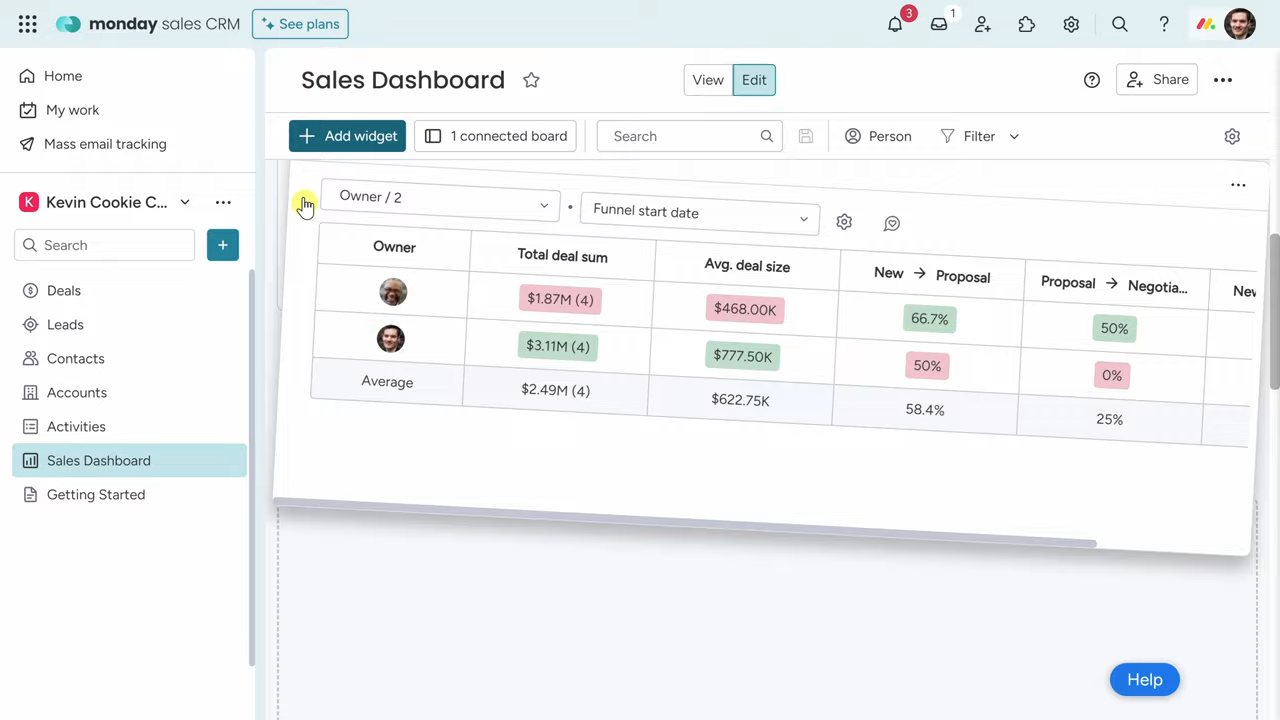 monday sales CRM
See plans
3
1
Home
My work
Mass email tracking
K Kevin Cookie C...
Search
Deals
Leads
Contacts
Accounts
Activities
Sales Dashboard
Getting Started
Sales Dashboard
View
Edit
Share
Add widget
1 connected board
Search
Person
Filter
Owner / 2
Funnel start date
Owner Total deal sum Avg. deal size New → Proposal Proposal → Negotia... New
$1.87M (4) $468.00K 66.7% 50%
$3.11M (4) $777.50K 50% 0%
Average $2.49M (4) $622.75K 58.4% 25%
Help